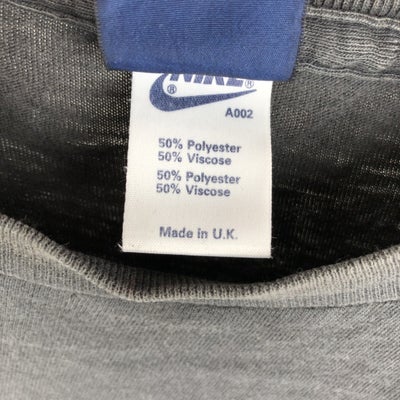 NIKE
®
®
A002
50% Polyester
50% Viscose
50% Polyester
50% Viscose
Made in U.K.